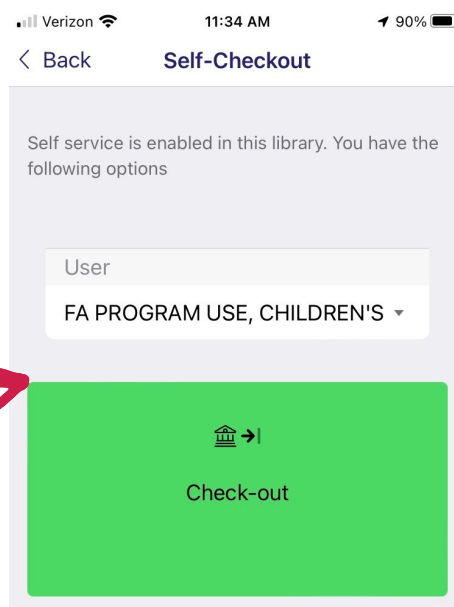 Verizon 11:34 AM 90%
Back Self-Checkout
Self service is enabled in this library. You have the
following options
User
FA PROGRAM USE, CHILDREN'S
Check-out